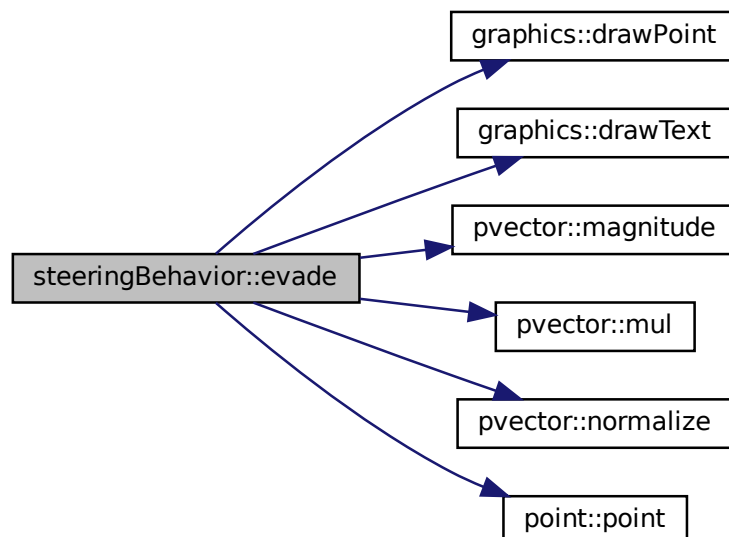 graphics::drawPoint
graphics::drawText
pvector::magnitude
steeringBehavior::evade
pvector::mul
pvector::normalize
point::point